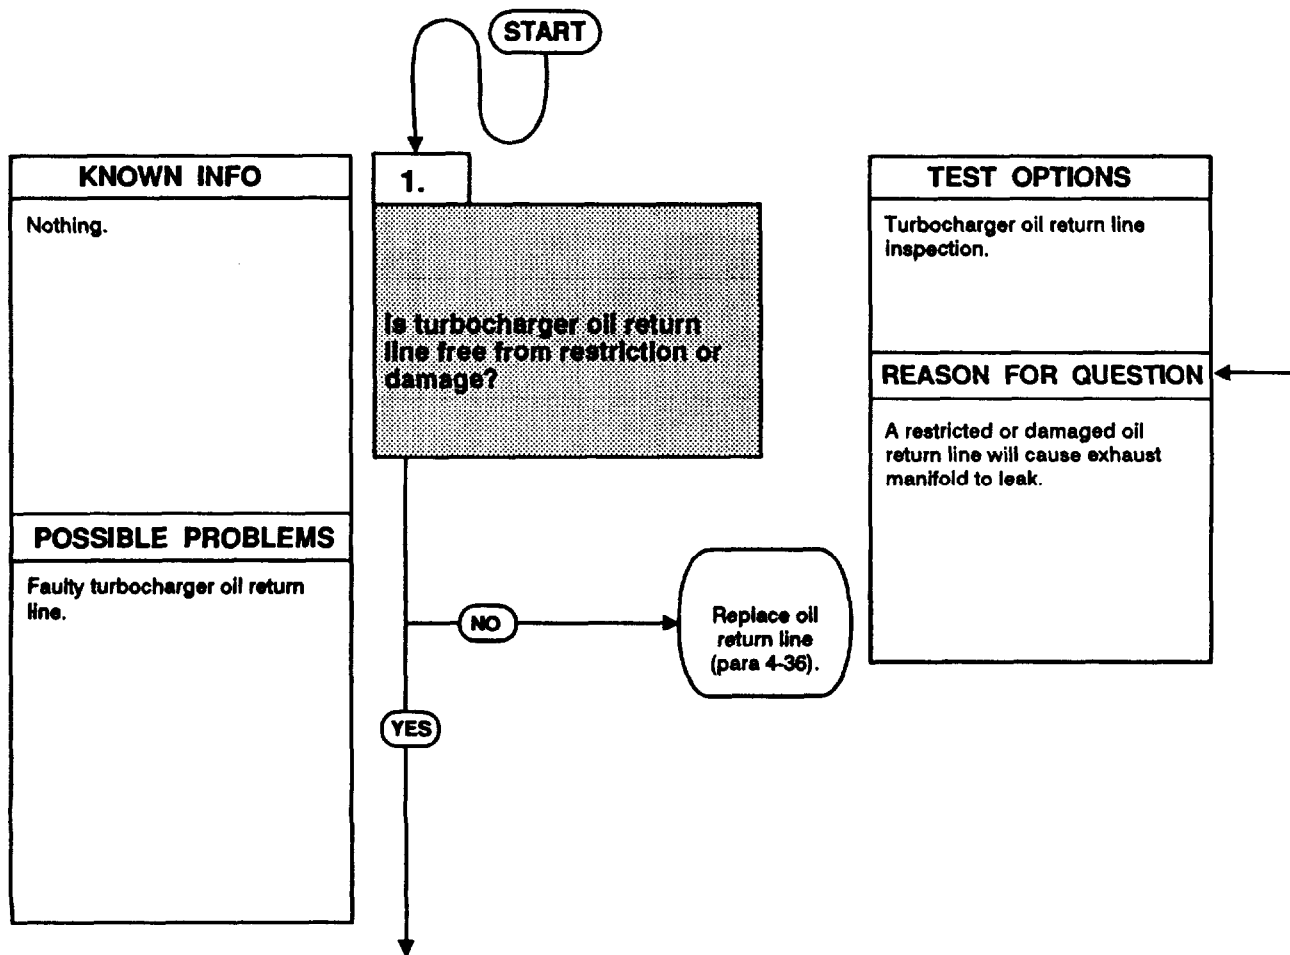 START
KNOWN INFO
Nothing.
POSSIBLE PROBLEMS
Faulty turbocharger oil return
line.
1.
Is turbocharger oil return
line free from restriction or
damage?
NO
Replace oil
return line
(para 4-36).
YES
TEST OPTIONS
Turbocharger oil return line
inspection.
REASON FOR QUESTION
A restricted or damaged oil
return line will cause exhaust
manifold to leak.